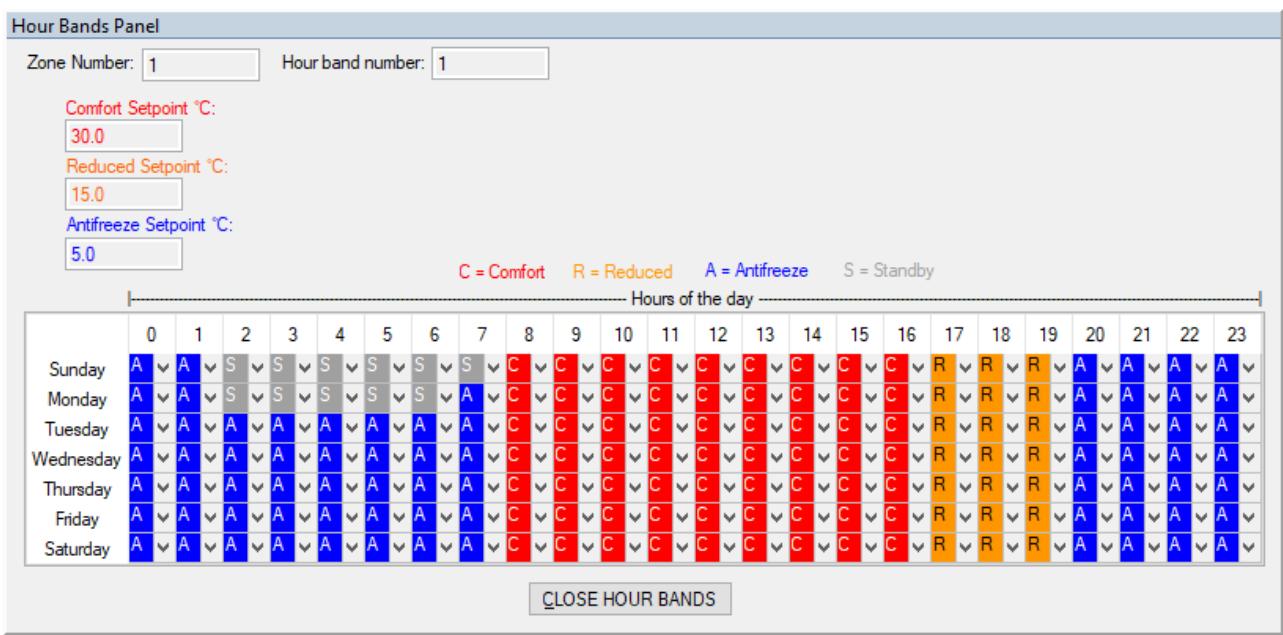 Hour Bands Panel
Zone Number: 1 Hour band number: 1
Comfort Setpoint °C:
30.0
Reduced Setpoint °C:
15.0
Antifreeze Setpoint °C:
5.0
C = Comfort R = Reduced A = Antifreeze S = Standby
Hours of the day
0 1 2 3 4 5 6 7 8 9 10 11 12 13 14 15 16 17 18 19 20 21 22 23
Sunday A A S S S S S S C C C C C C C C C R R R A A A A
Monday A A S S S S S A C C C C C C C C C R R R A A A A
Tuesday A A A A A A A A C C C C C C C C C R R R A A A A
Wednesday A A A A A A A A C C C C C C C C C R R R A A A A
Thursday A A A A A A A A C C C C C C C C C R R R A A A A
Friday A A A A A A A A C C C C C C C C C R R R A A A A
Saturday A A A A A A A A C C C C C C C C C R R R A A A A
CLOSE HOUR BANDS